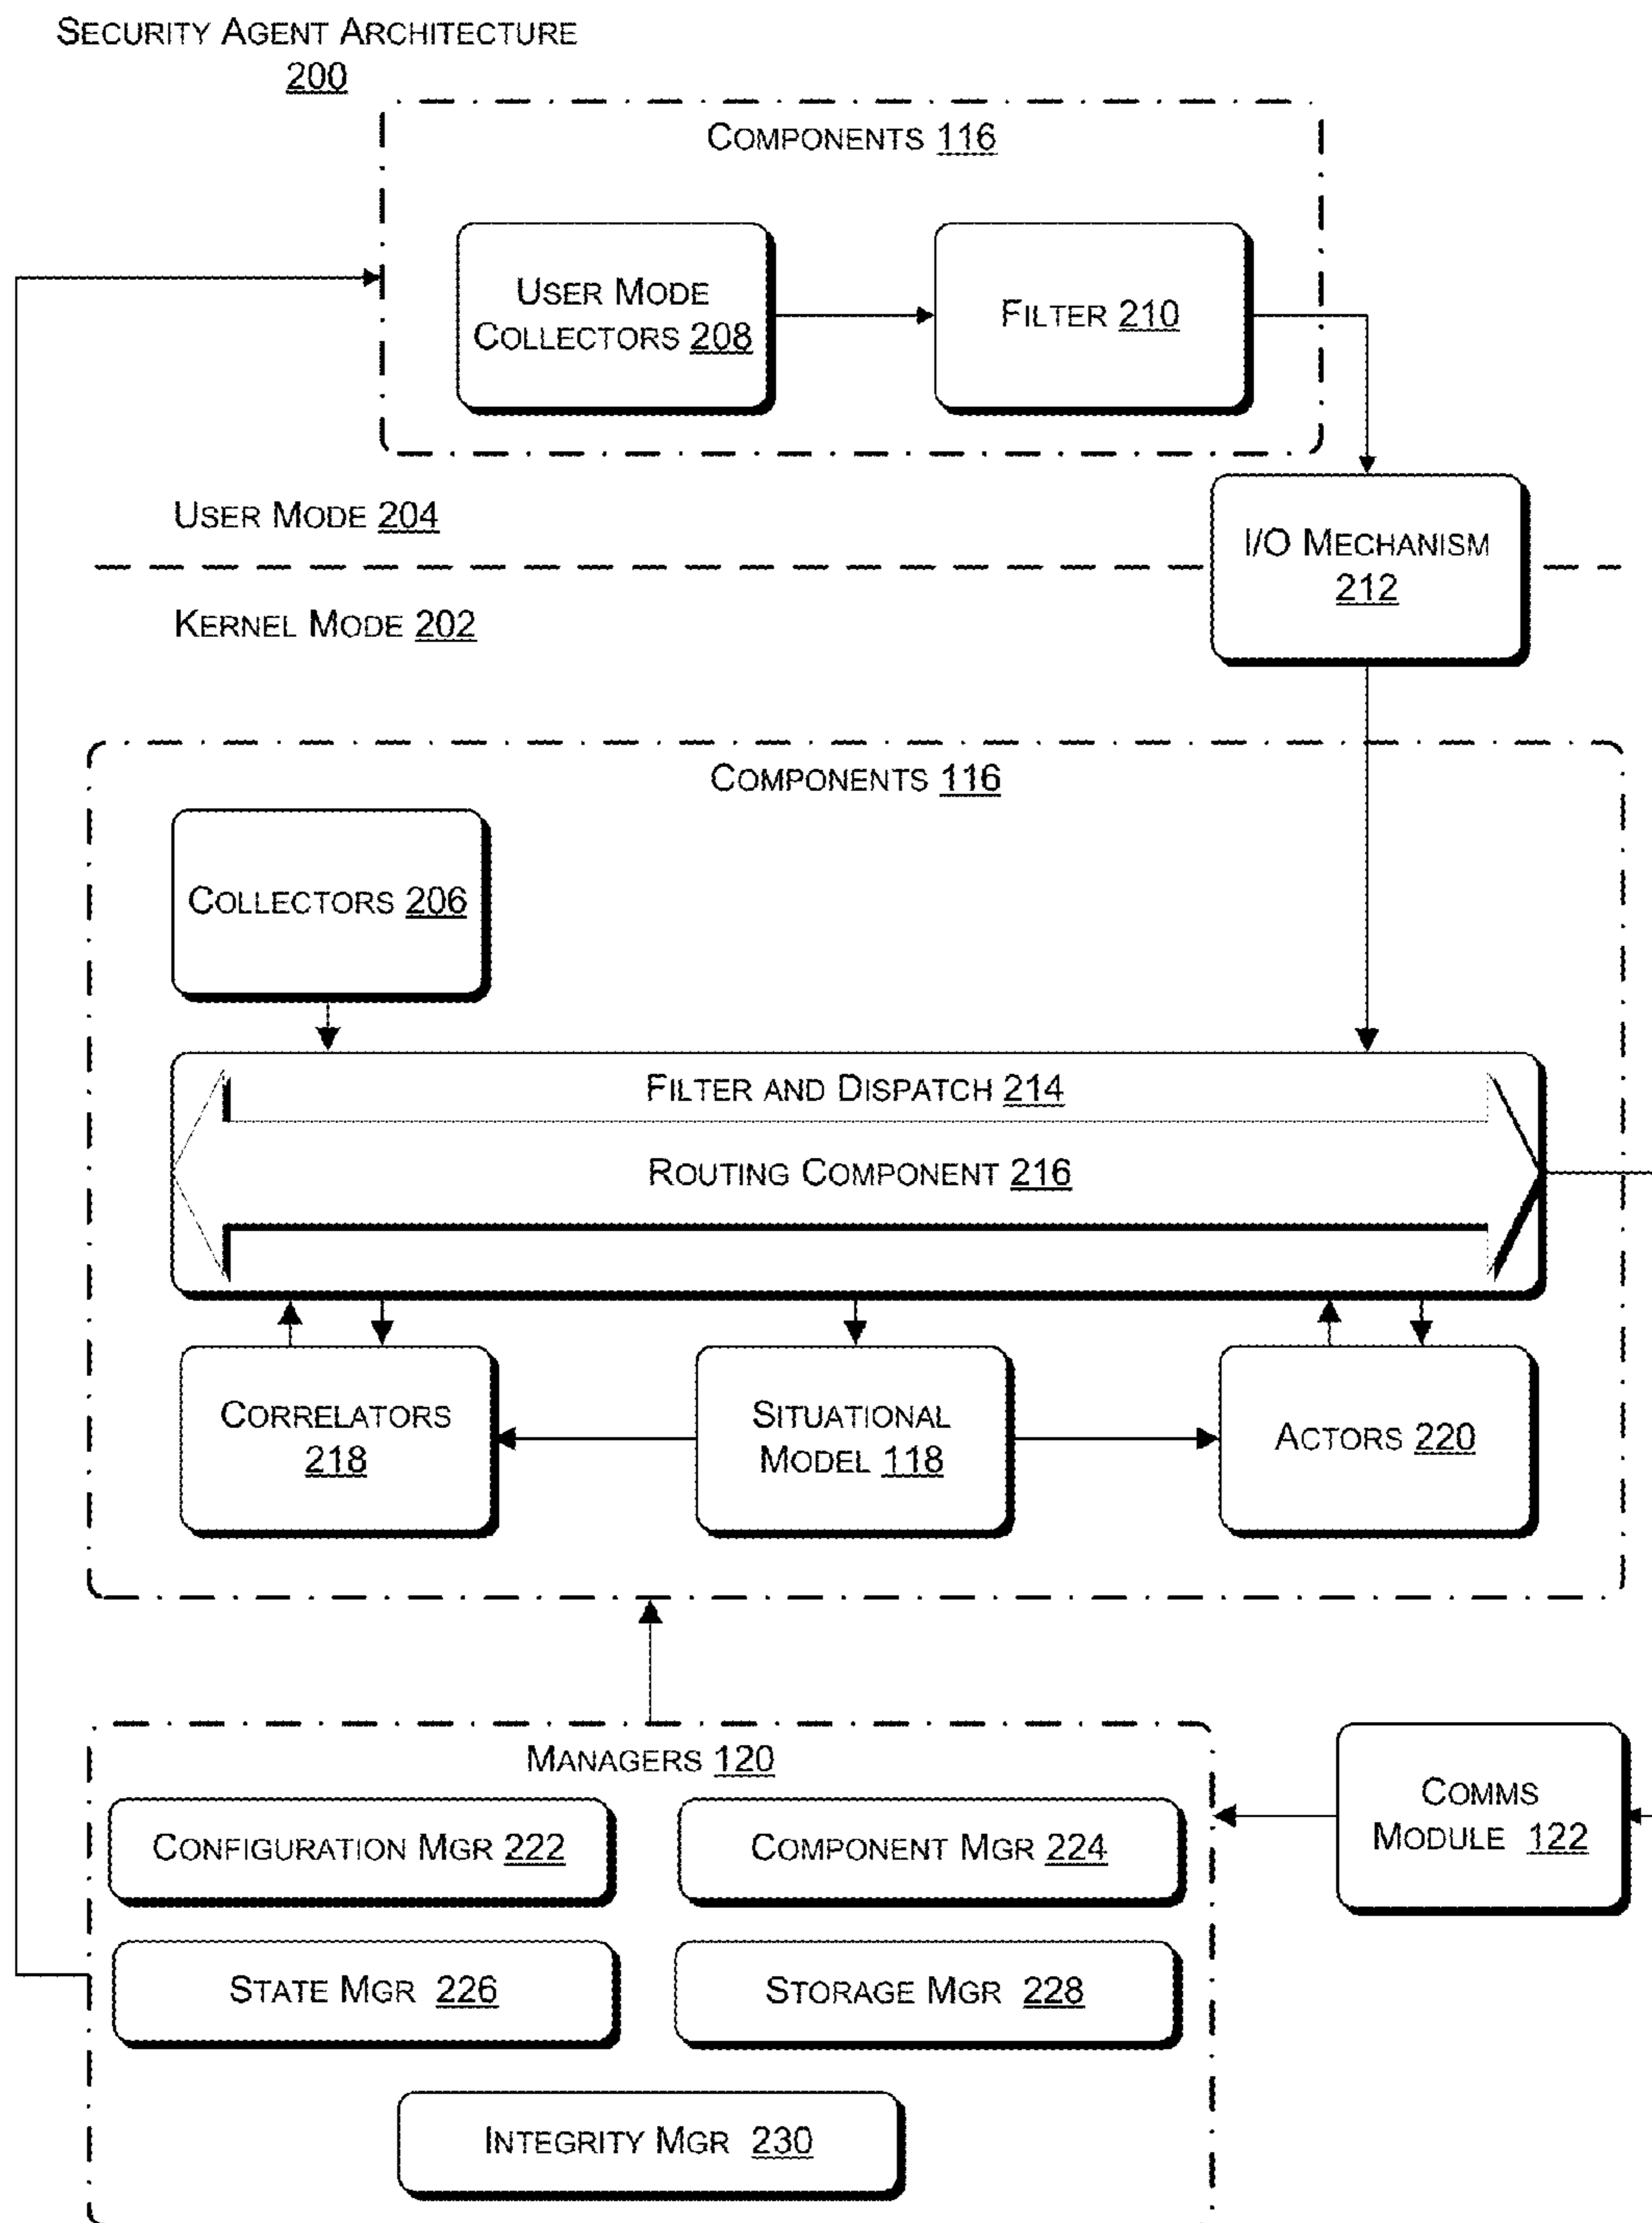 SECURITY AGENT ARCHITECTURE
200
COMPONENTS 116
USER MODE
COLLECTORS 208
FILTER 210
USER MODE 204
I/O MECHANISM
212
KERNEL MODE 202
COMPONENTS 116
COLLECTORS 206
FILTER AND DISPATCH 214
ROUTING COMPONENT 216
CORRELATORS
218
SITUATIONAL
MODEL 118
ACTORS 220
MANAGERS 120
CONFIGURATION MGR 222
COMPONENT MGR 224
COMMS
MODULE 122
STATE MGR 226
STORAGE MGR 228
INTEGRITY MGR 230